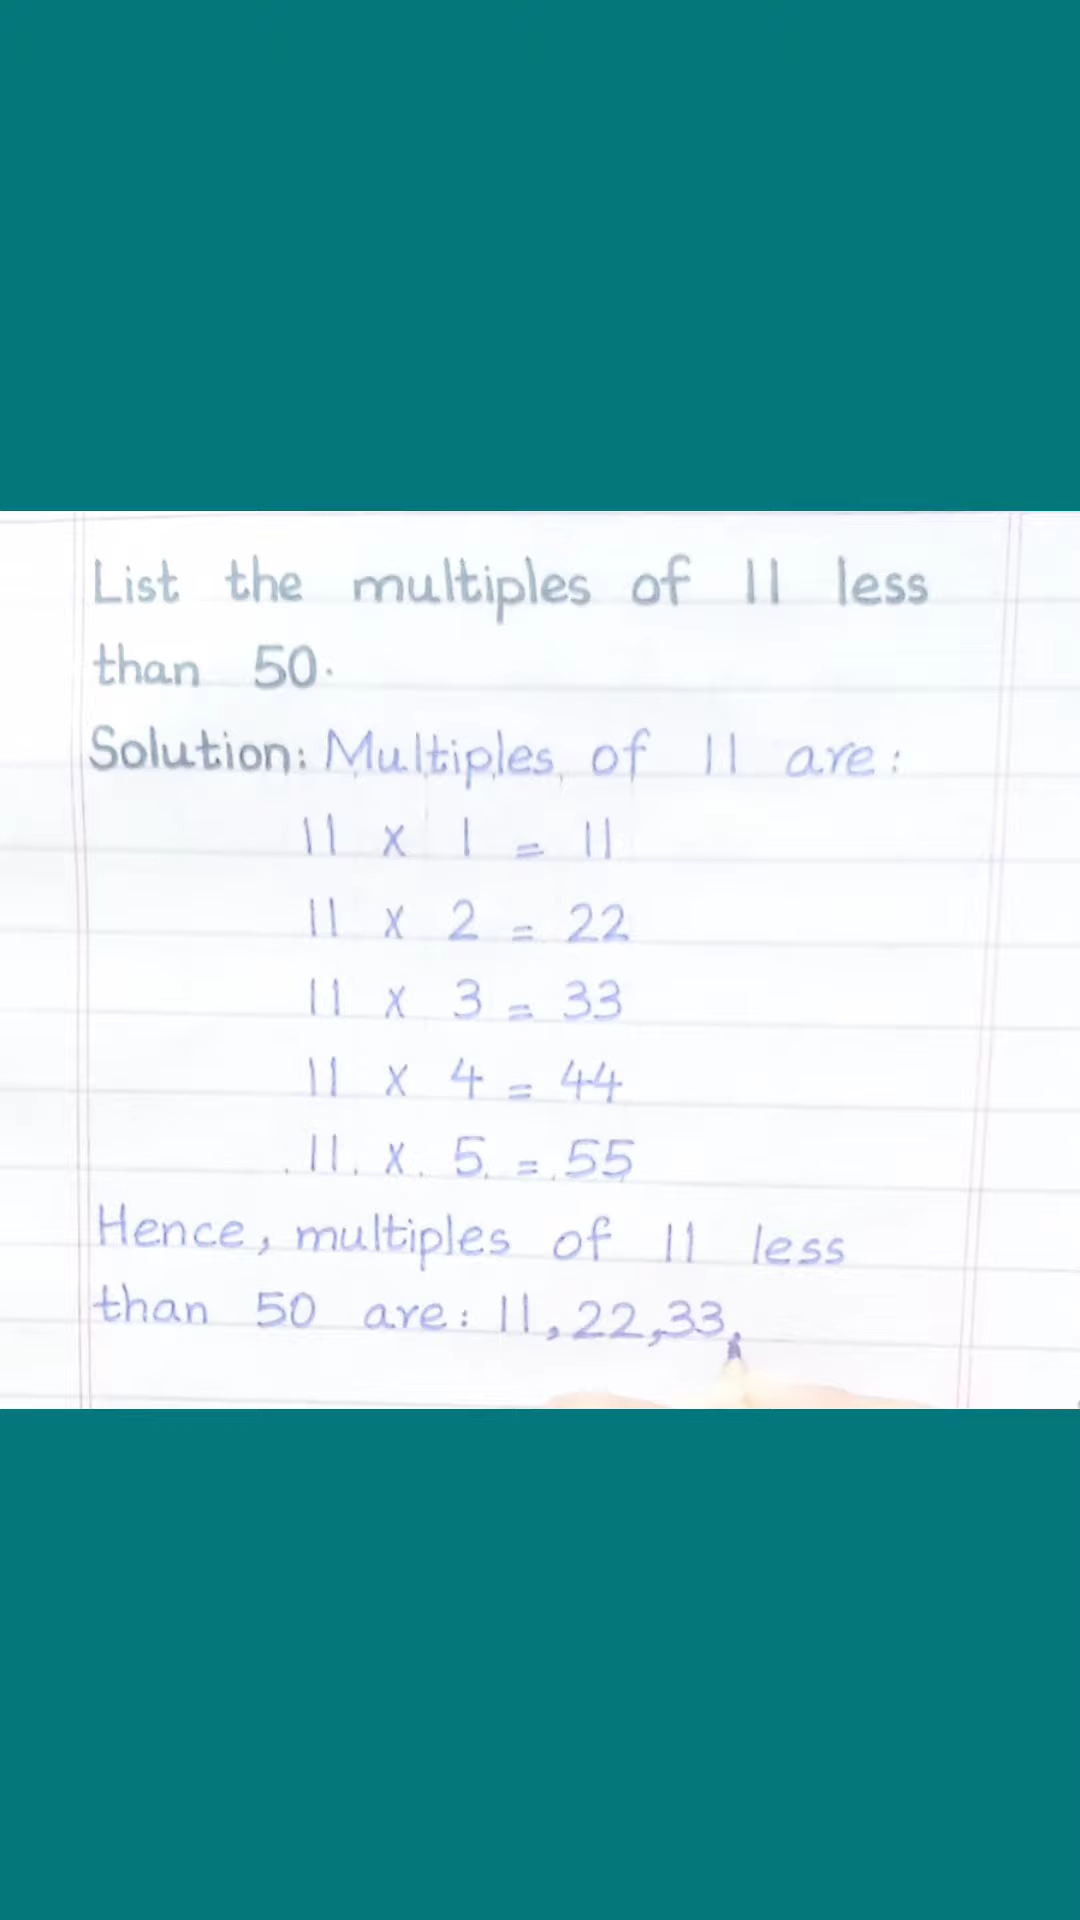 List the multiples of 11 less
than 50.
Solution: Multiples of 11 are:
11 x 1 = 11
11 x 2 = 22
11 x 3 = 33
11 x 4 = 44
11 x 5 = 55
Hence, multiples of 11 less
than 50 are: 11, 22, 33,